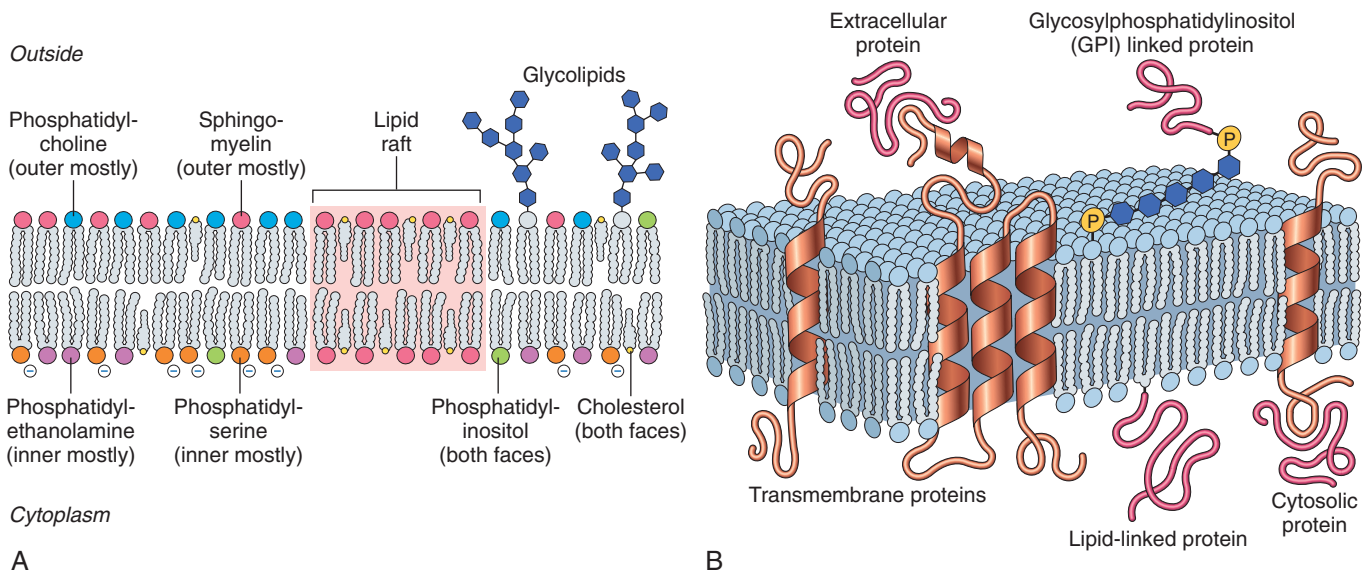 Outside
Phosphatidyl-
choline
(outer mostly)
Sphingo-
myelin
(outer mostly)
Lipid
raft
Glycolipids
– – – – – – – –
Phosphatidyl-
ethanolamine
(inner mostly)
Phosphatidyl-
serine
(inner mostly)
Phosphatidyl-
inositol
(both faces)
Cholesterol
(both faces)
Cytoplasm
A
Extracellular
protein
Glycosylphosphatidylinositol
(GPI) linked protein
P
P
Transmembrane proteins
Lipid-linked protein
Cytosolic
protein
B